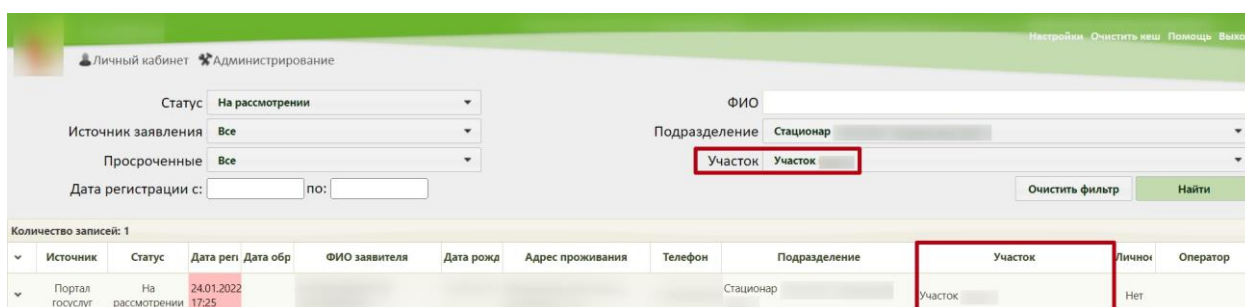 Настройки Очистить кеш Помощь
Личный кабинет Администрирование
Статус На рассмотрении ФИО
Источник заявления Все Подразделение Стационар
Просроченные Все Участок Участок
Дата регистрации с: по: Очистить фильтр Найти
Количество записей: 1
Источник Статус Дата рег Дата обр ФИО заявителя Дата рожд Адрес проживания Телефон Подразделение Участок Личное Оператор
Портал На 24.01.2022 Стационар
госуслуг рассмотрении 17:25 Участок Нет